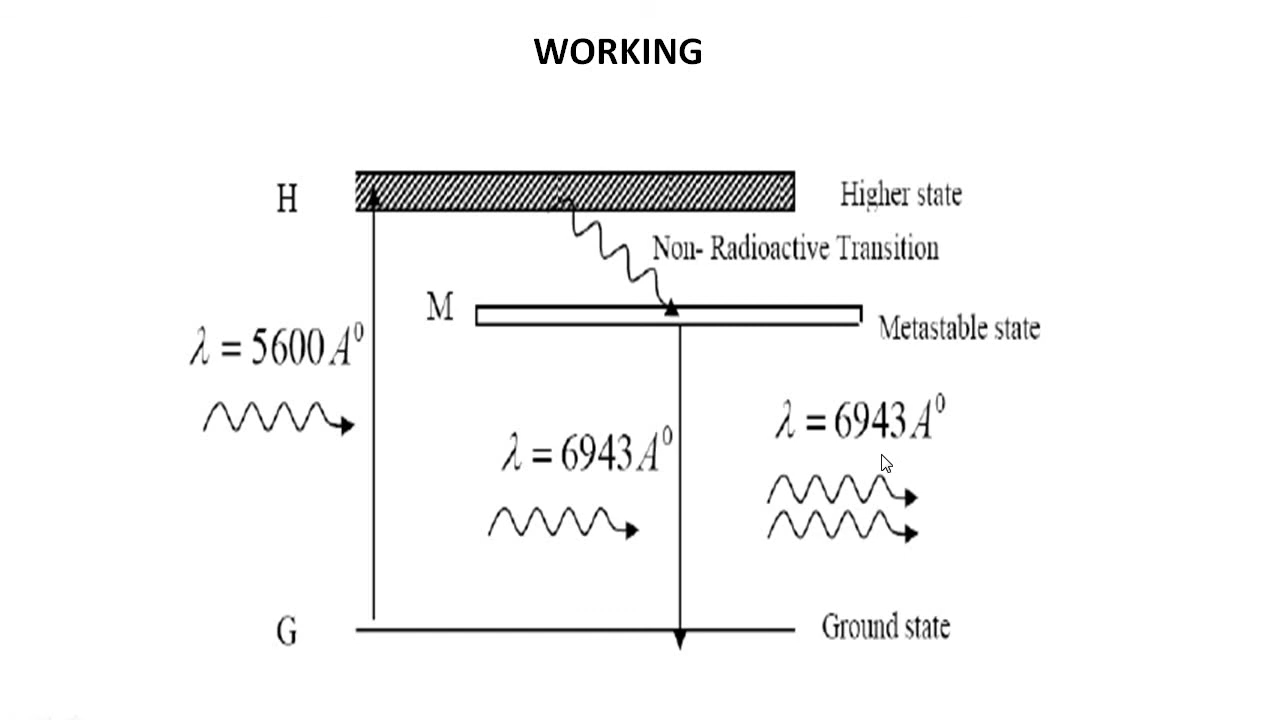 WORKING
H
Higher state
Non- Radioactive Transition
M
Metastable state
λ = 5600 A⁰
λ = 6943 A⁰
λ = 6943 A⁰
G
Ground state